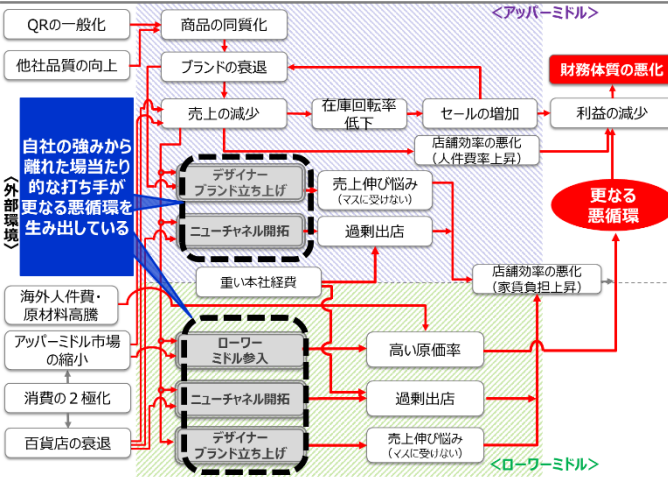 <アッパーミドル>
QRの一般化
商品の同質化
他社品質の向上
ブランドの衰退
財務体質の悪化
売上の減少
在庫回転率
低下
セールの増加
利益の減少
店舗効率の悪化
(人件費率上昇)
自社の強みから
離れた場当たり
的な打ち手が
更なる悪循環を
生み出している
〈外部環境〉
デザイナー
ブランド立ち上げ
売上伸び悩み
(マスに受けない)
更なる
悪循環
ニューチャネル開拓
過剰出店
重い本社経費
店舗効率の悪化
(家賃負担上昇)
海外人件費・
原材料高騰
アッパーミドル市場
の縮小
ローワー
ミドル参入
高い原価率
消費の2極化
ニューチャネル開拓
過剰出店
百貨店の衰退
デザイナー
ブランド立ち上げ
売上伸び悩み
(マスに受けない)
<ローワーミドル>